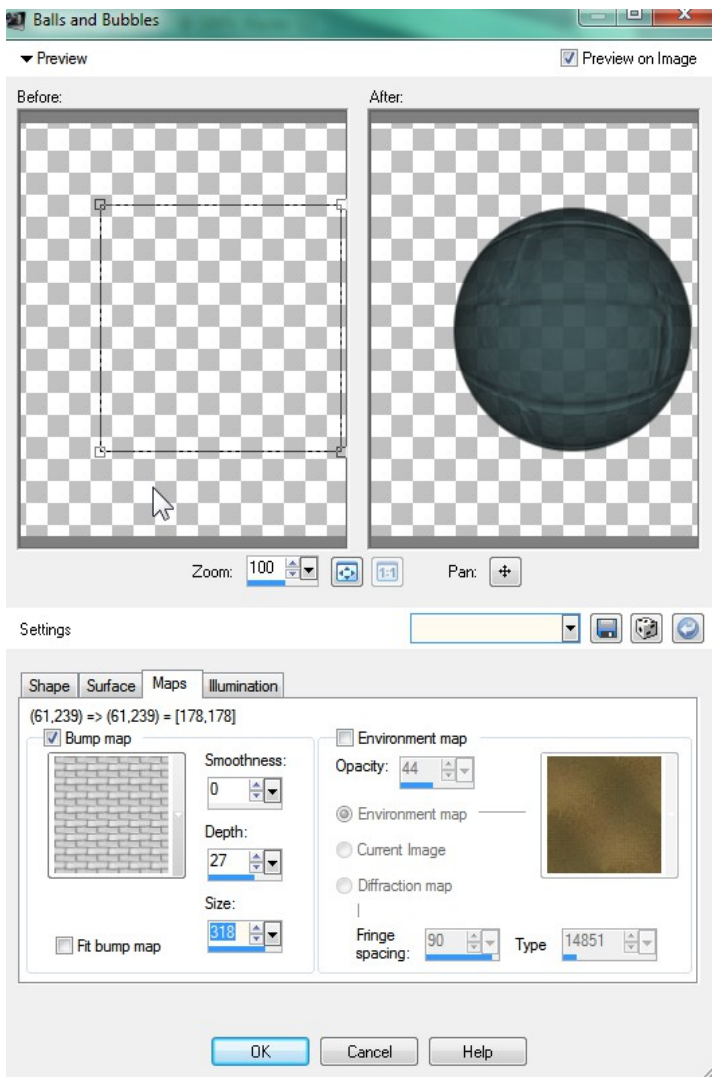 Balls and Bubbles
Preview
Preview on Image
Before:
After:
Zoom: 100
1:1
Pan:
Settings
Shape Surface Maps Illumination
(61,239) => (61,239) = [178,178]
Bump map
Smoothness:
0
Depth:
27
Size:
318
Fit bump map
Environment map
Opacity: 44
Environment map
Current Image
Diffraction map
Fringe spacing: 90 Type 14851
OK Cancel Help